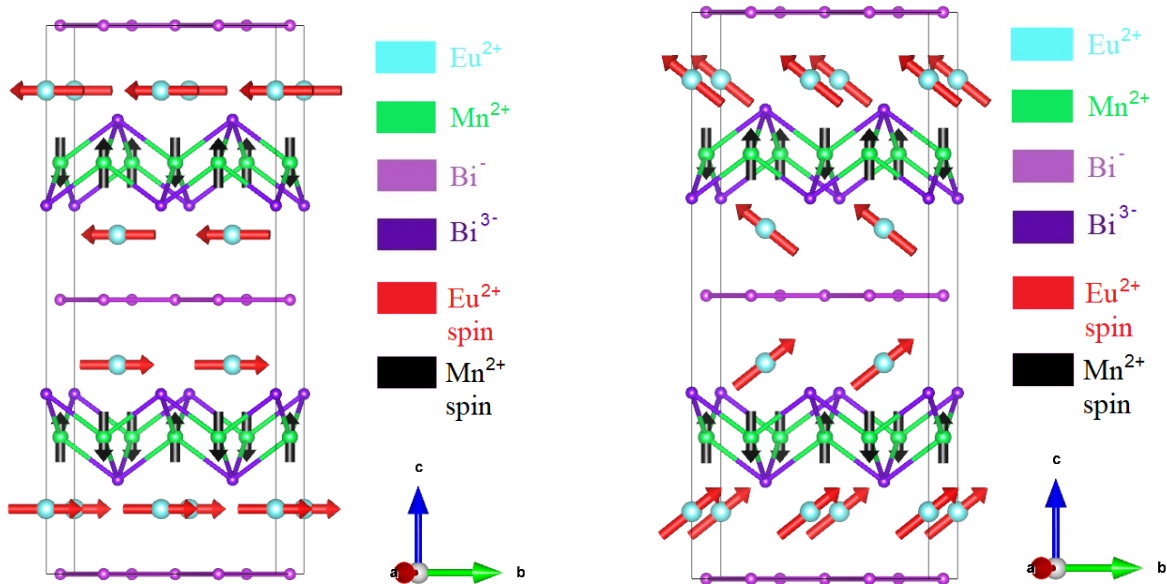 Eu²⁺
Mn²⁺
Bi⁻
Bi³⁻
Eu²⁺
spin
Mn²⁺
spin
c
a
b
Eu²⁺
Mn²⁺
Bi⁻
Bi³⁻
Eu²⁺
spin
Mn²⁺
spin
c
a
b